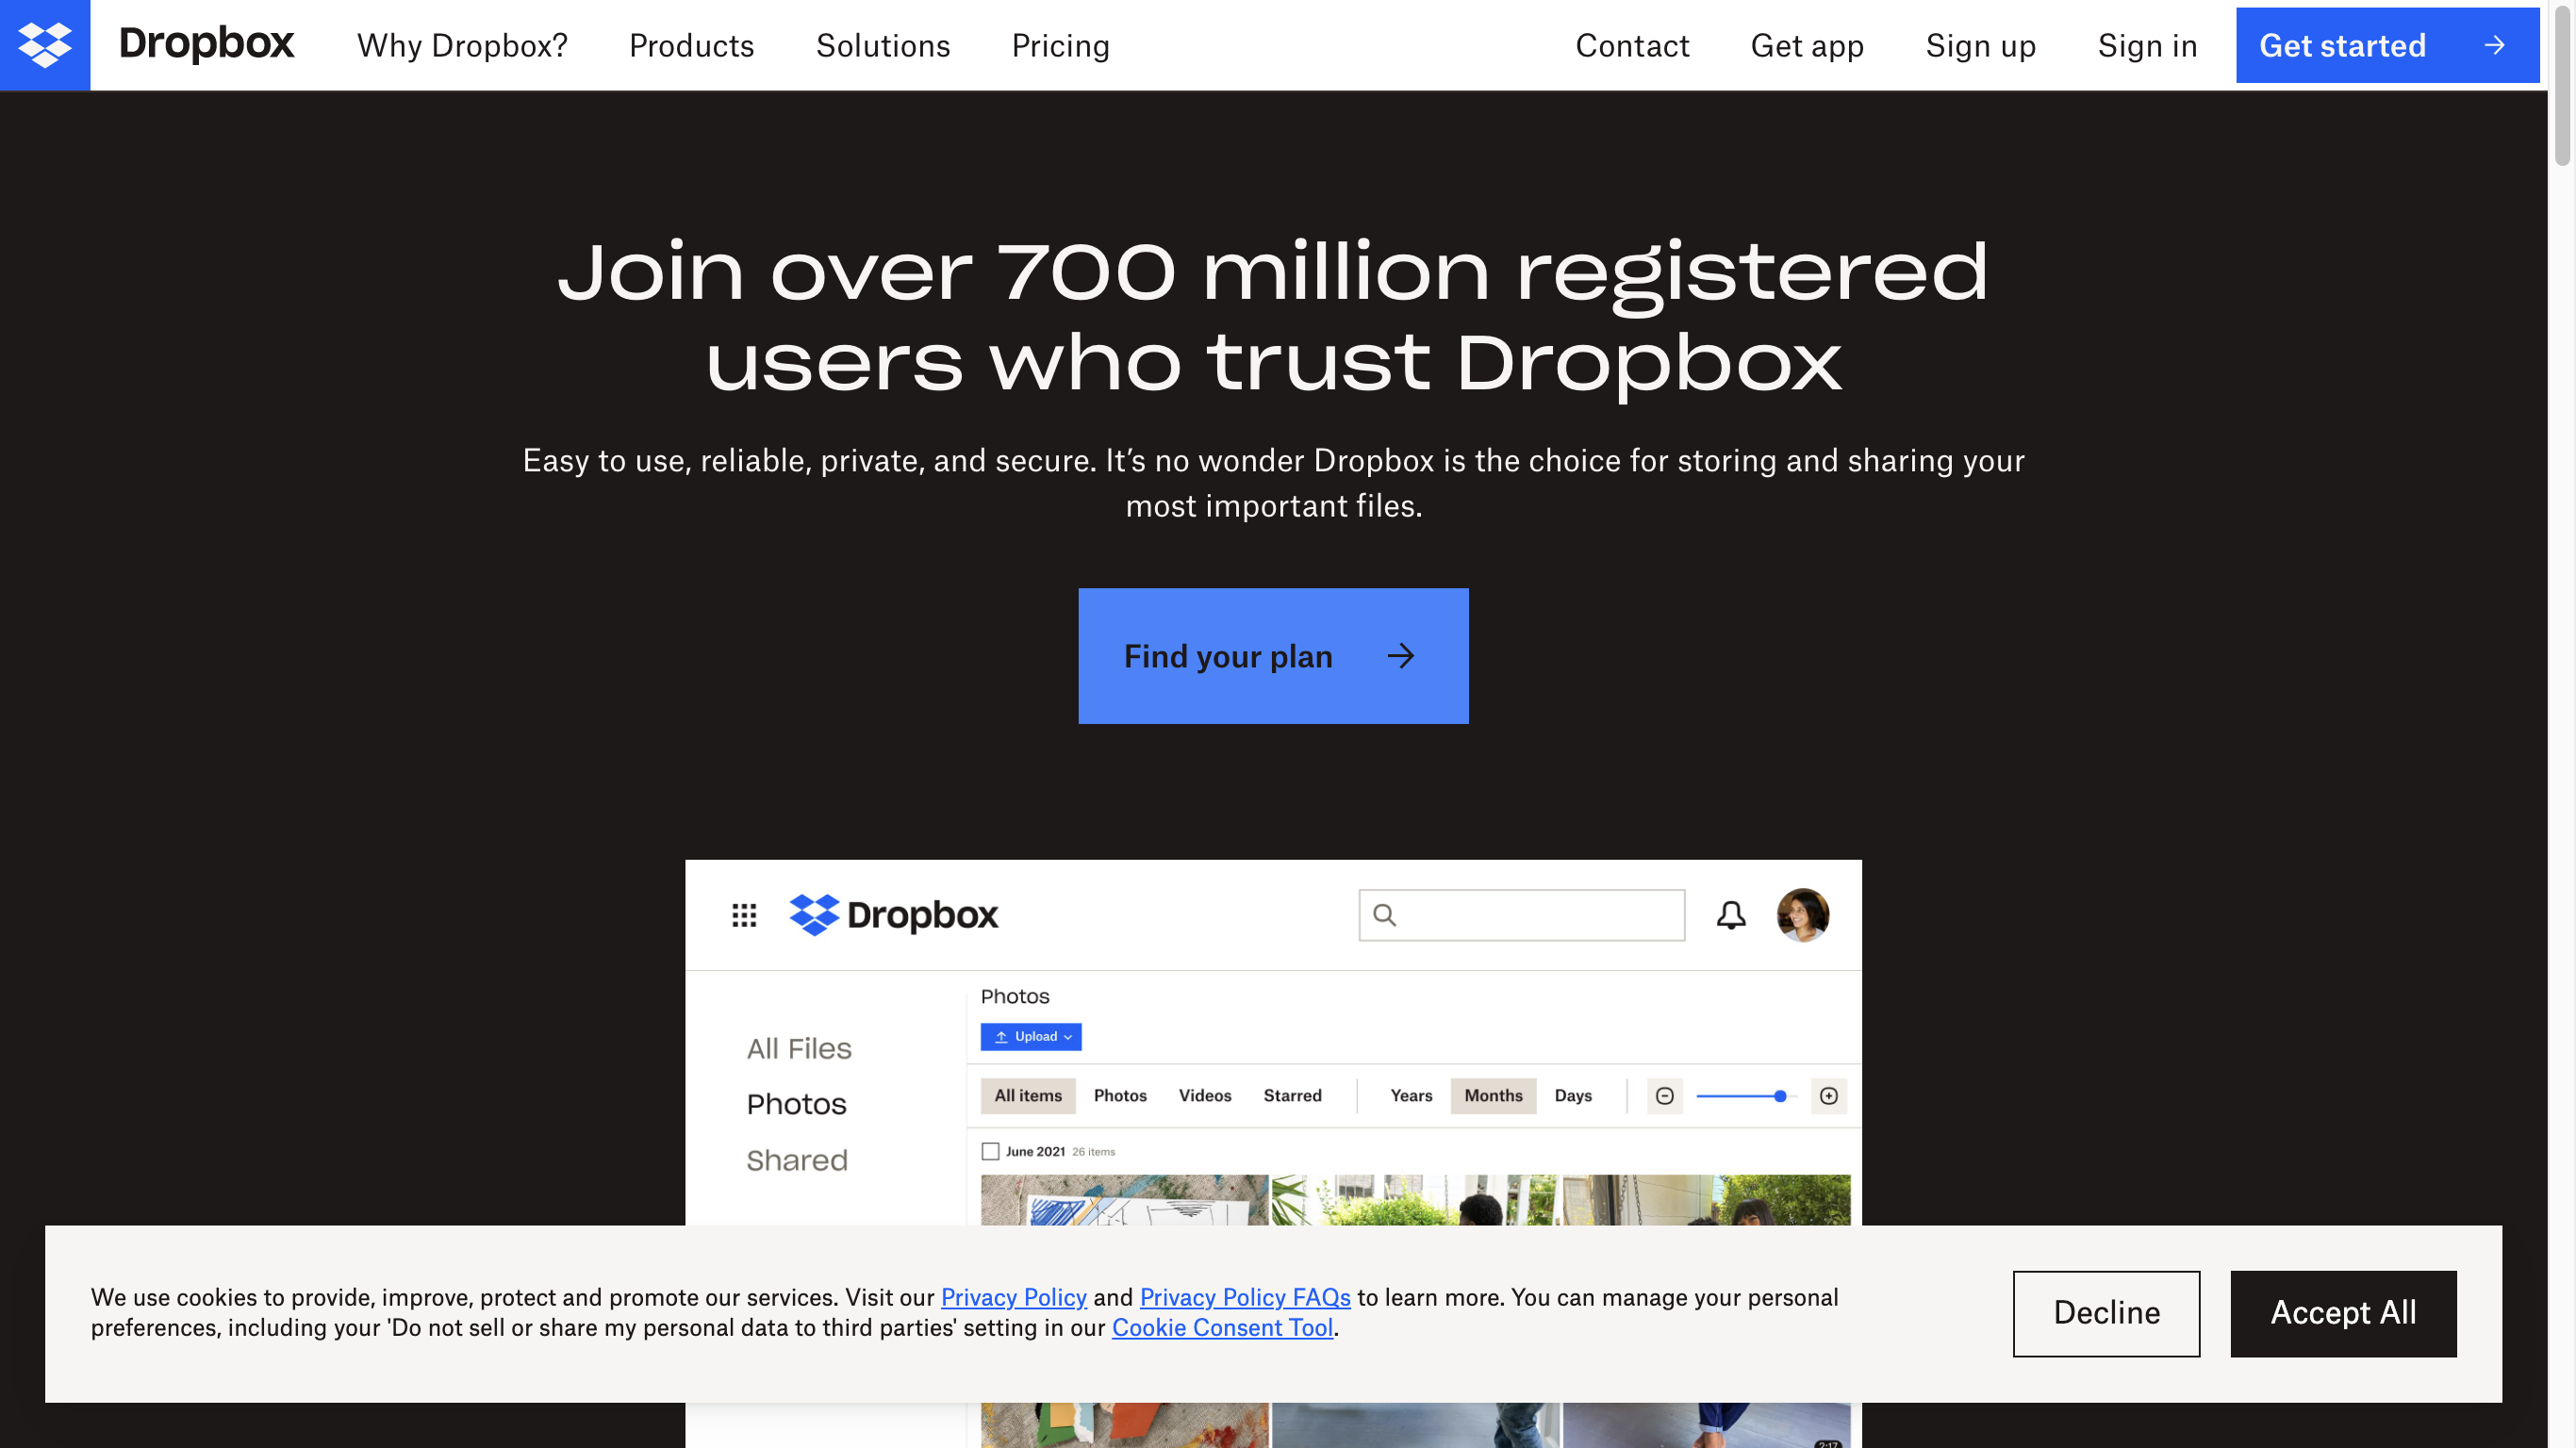 Dropbox
Why Dropbox?
Products
Solutions
Pricing
Contact
Get app
Sign up
Sign in
Get started
Join over 700 million registered
users who trust Dropbox
Easy to use, reliable, private, and secure. It’s no wonder Dropbox is the choice for storing and sharing your
most important files.
Find your plan
Dropbox
All Files
Photos
Shared
Photos
Upload
All items
Photos
Videos
Starred
Years
Months
Days
June 2021 26 items
We use cookies to provide, improve, protect and promote our services. Visit our Privacy Policy and Privacy Policy FAQs to learn more. You can manage your personal
preferences, including your 'Do not sell or share my personal data to third parties' setting in our Cookie Consent Tool.
Decline
Accept All
2:17